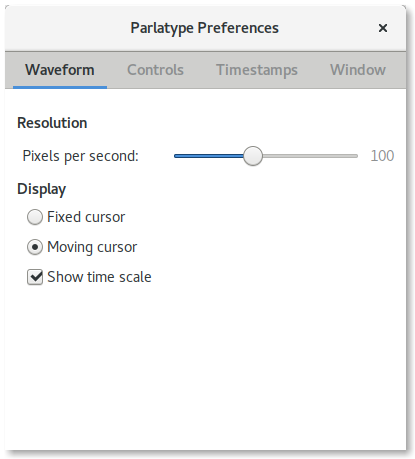 Parlatype Preferences
Waveform Controls Timestamps Window
Resolution
Pixels per second: 100
Display
Fixed cursor
Moving cursor
Show time scale